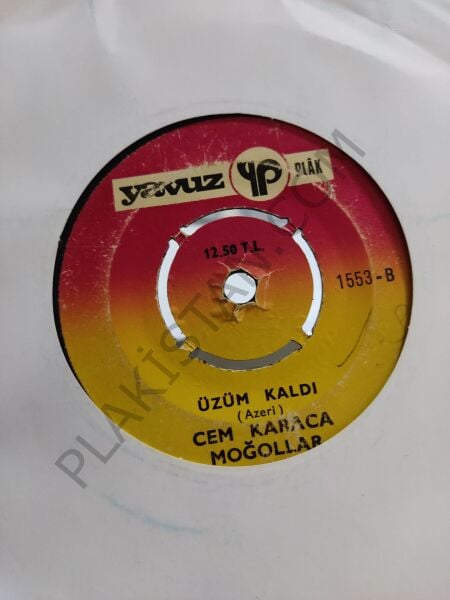 yavuz YP PLÂK
12.50 T.L.
1553-B
ÜZÜM KALDI
(Azeri)
CEM KARACA
MOĞOLLAR
PLAKİSTAN.COM